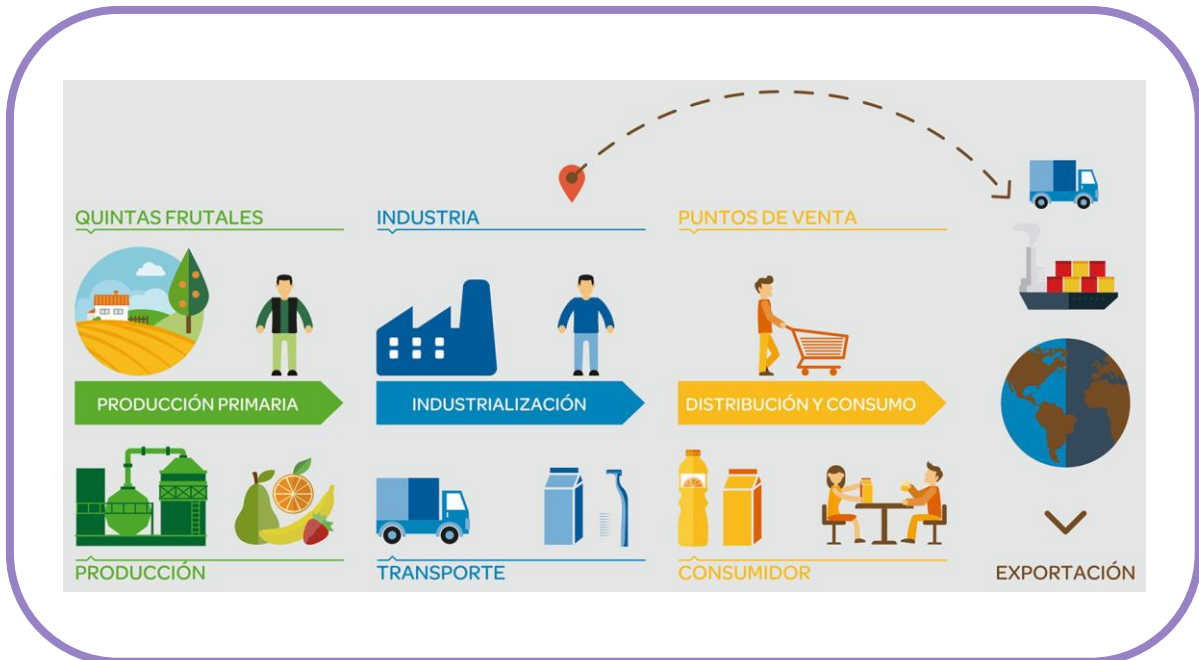 QUINTAS FRUTALES
INDUSTRIA
PUNTOS DE VENTA
PRODUCCIÓN PRIMARIA
INDUSTRIALIZACIÓN
DISTRIBUCIÓN Y CONSUMO
PRODUCCIÓN
TRANSPORTE
CONSUMIDOR
EXPORTACIÓN